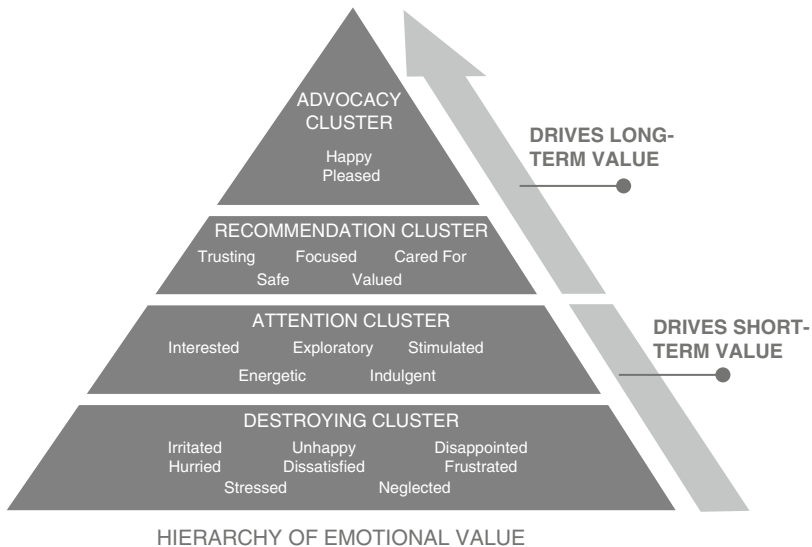 ADVOCACY
CLUSTER
Happy
Pleased
DRIVES LONG-
TERM VALUE
RECOMMENDATION CLUSTER
Trusting Focused Cared For
Safe Valued
ATTENTION CLUSTER
Interested Exploratory Stimulated
Energetic Indulgent
DRIVES SHORT-
TERM VALUE
DESTROYING CLUSTER
Irritated Unhappy Disappointed
Hurried Dissatisfied Frustrated
Stressed Neglected
HIERARCHY OF EMOTIONAL VALUE